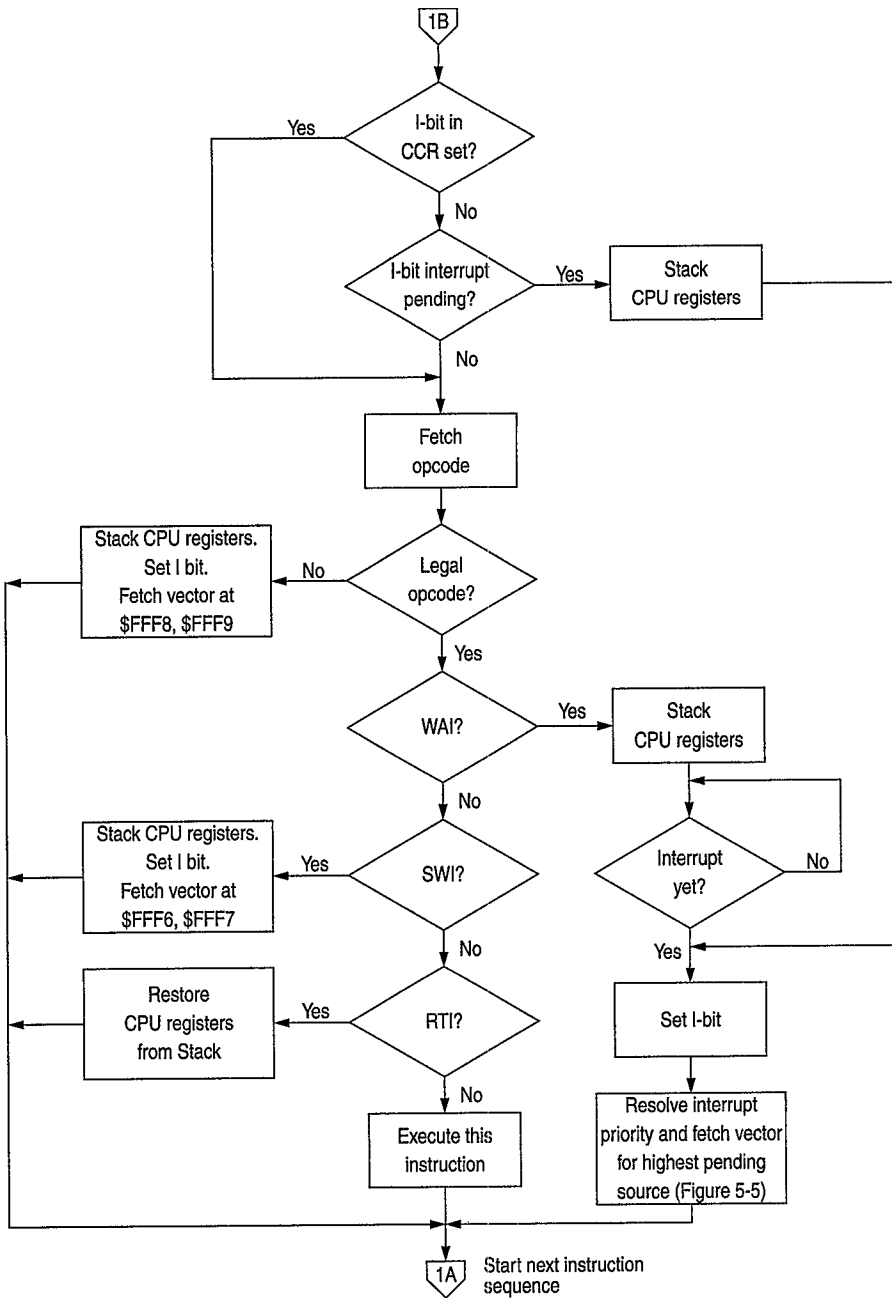 1B
I-bit in
CCR set?
Yes
No
I-bit interrupt
pending?
Yes
Stack
CPU registers
No
Fetch
opcode
Stack CPU registers.
Set I bit.
Fetch vector at
$FFF8, $FFF9
No
Legal
opcode?
Yes
WAI?
Yes
Stack
CPU registers
No
Stack CPU registers.
Set I bit.
Fetch vector at
$FFF6, $FFF7
Yes
SWI?
Interrupt
yet?
No
No
Yes
Restore
CPU registers
from Stack
Yes
RTI?
Set I-bit
No
Execute this
instruction
Resolve interrupt
priority and fetch vector
for highest pending
source (Figure 5-5)
1A
Start next instruction
sequence